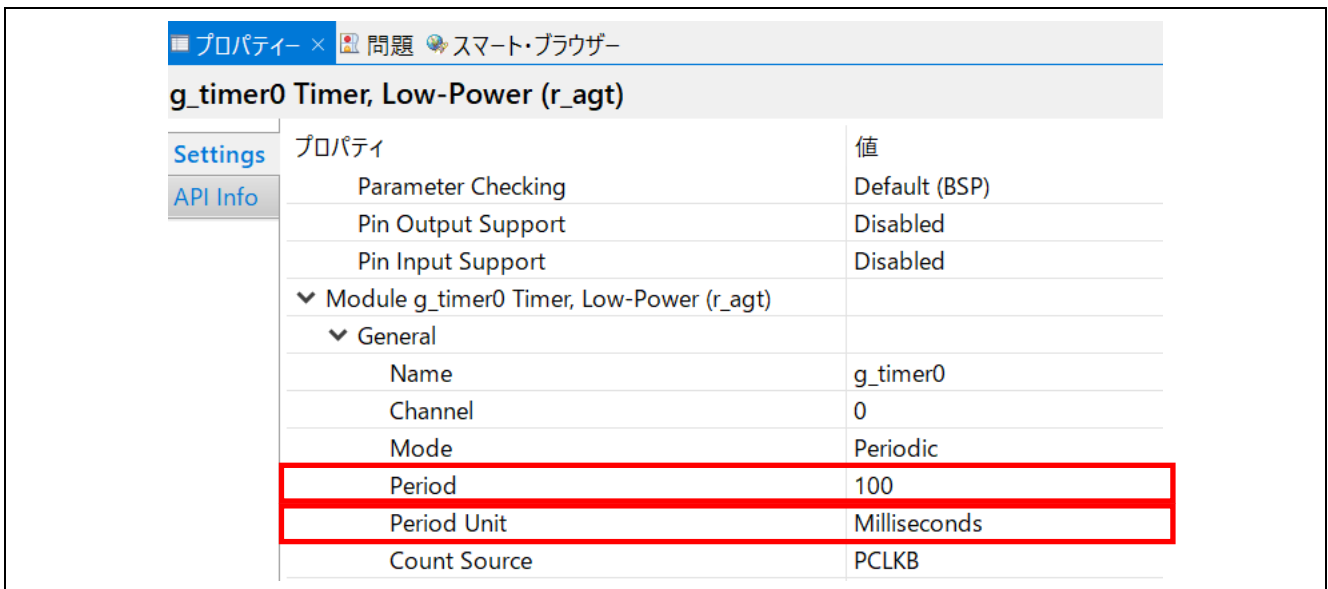 プロパティー × 問題 スマート・ブラウザー
g_timer0 Timer, Low-Power (r_agt)
Settings
API Info
プロパティ 値
Parameter Checking Default (BSP)
Pin Output Support Disabled
Pin Input Support Disabled
Module g_timer0 Timer, Low-Power (r_agt)
General
Name g_timer0
Channel 0
Mode Periodic
Period 100
Period Unit Milliseconds
Count Source PCLKB